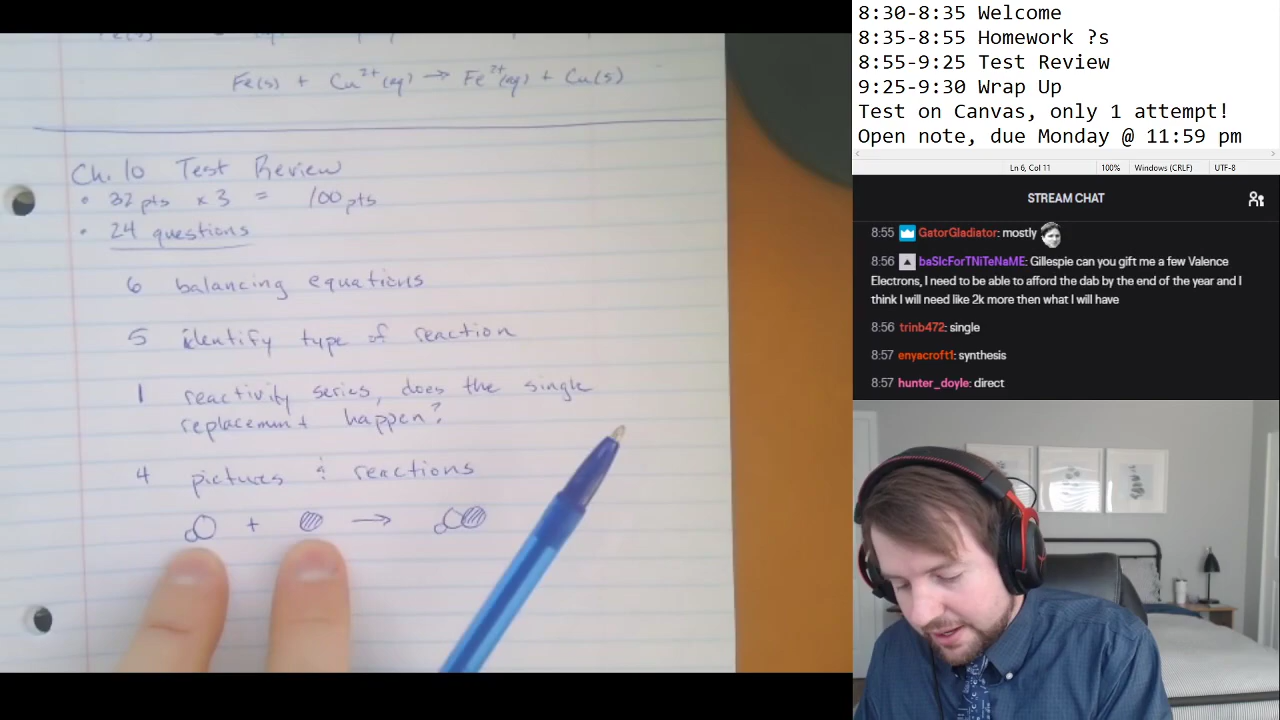 Fe(s) + Cu²⁺(aq) → Fe²⁺(aq) + Cu(s)
Ch. 10 Test Review
• 32 pts × 3 = 100 pts
• 24 questions
6 balancing equations
5 identify type of reaction
1 reactivity series, does the single
replacement happen?
4 pictures & reactions
+ →
8:30-8:35 Welcome
8:35-8:55 Homework ?s
8:55-9:25 Test Review
9:25-9:30 Wrap Up
Test on Canvas, only 1 attempt!
Open note, due Monday @ 11:59 pm
Ln 6, Col 11 100% Windows (CRLF) UTF-8
STREAM CHAT
8:55 GatorGladiator: mostly
8:56 baSIcForTNiTeNaME: Gillespie can you gift me a few Valence
Electrons, I need to be able to afford the dab by the end of the year and I
think I will need like 2k more then what I will have
8:56 trinb472: single
8:57 enyacroft1: synthesis
8:57 hunter_doyle: direct